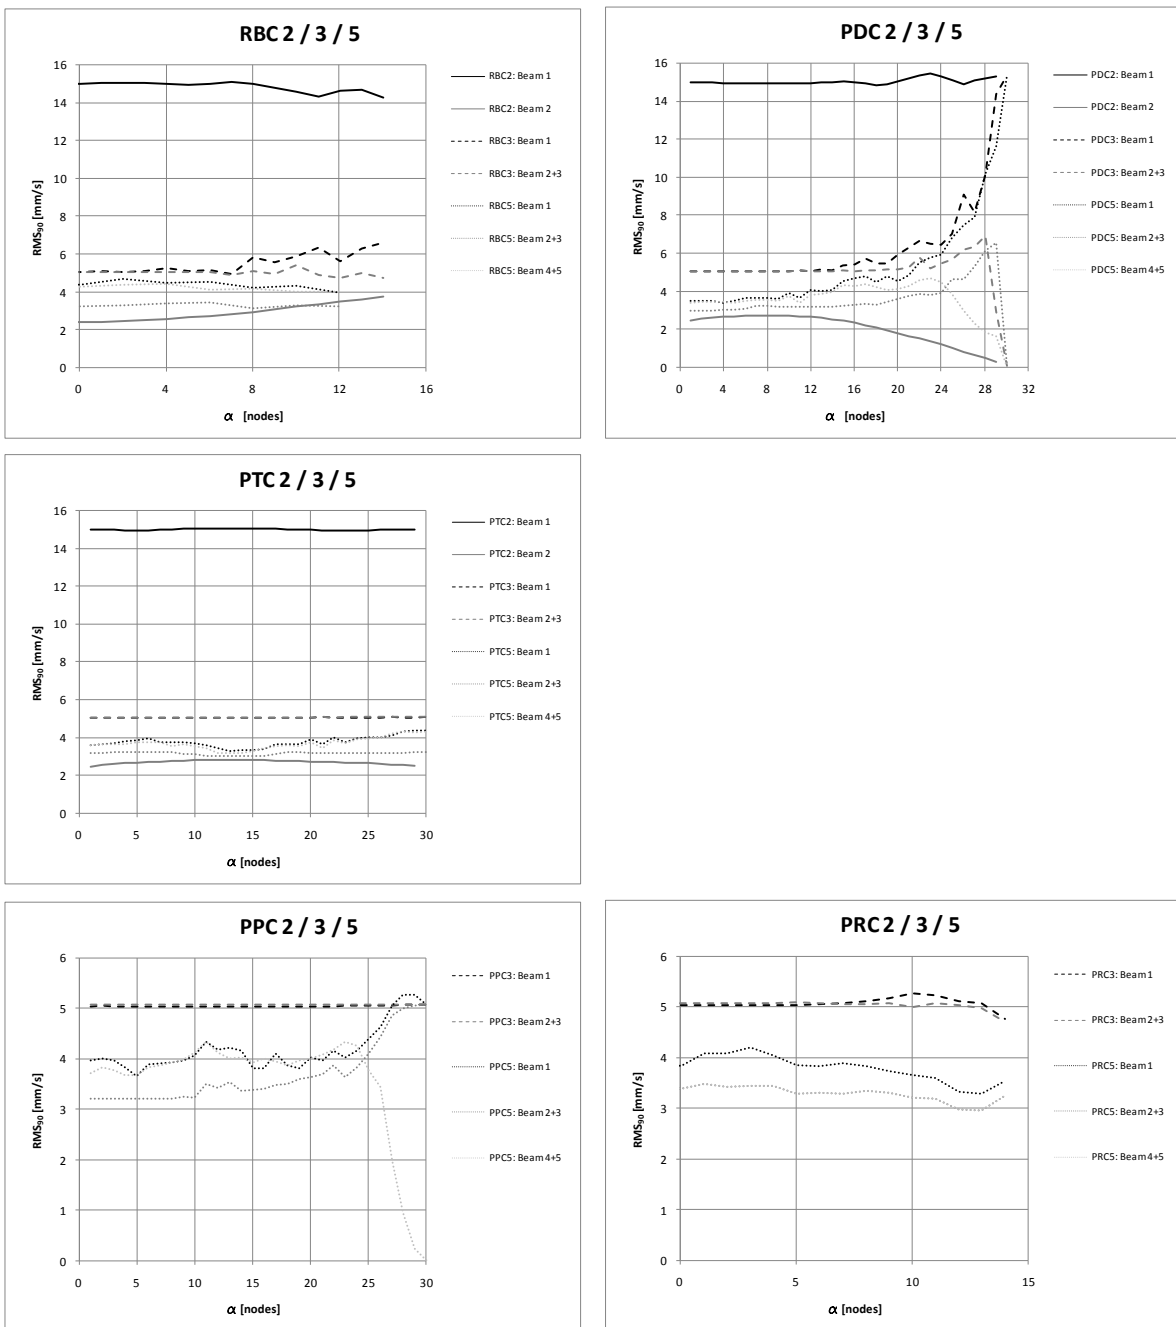 RBC 2 / 3 / 5
16
14
12
10
8
6
4
2
0
RMS90 [mm/s]
0 4 8 12 16
α [nodes]
RBC2: Beam 1
RBC2: Beam 2
RBC3: Beam 1
RBC3: Beam 2+3
RBC5: Beam 1
RBC5: Beam 2+3
RBC5: Beam 4+5
PDC 2 / 3 / 5
16
14
12
10
8
6
4
2
0
RMS90 [mm/s]
0 4 8 12 16 20 24 28 32
α [nodes]
PDC2: Beam 1
PDC2: Beam 2
PDC3: Beam 1
PDC3: Beam 2+3
PDC5: Beam 1
PDC5: Beam 2+3
PDC5: Beam 4+5
PTC 2 / 3 / 5
16
14
12
10
8
6
4
2
0
RMS90 [mm/s]
0 5 10 15 20 25 30
α [nodes]
PTC2: Beam 1
PTC2: Beam 2
PTC3: Beam 1
PTC3: Beam 2+3
PTC5: Beam 1
PTC5: Beam 2+3
PTC5: Beam 4+5
PPC 2 / 3 / 5
6
5
4
3
2
1
0
RMS90 [mm/s]
0 5 10 15 20 25 30
α [nodes]
PPC3: Beam 1
PPC3: Beam 2+3
PPC5: Beam 1
PPC5: Beam 2+3
PPC5: Beam 4+5
PRC 2 / 3 / 5
6
5
4
3
2
1
0
RMS90 [mm/s]
0 5 10 15
α [nodes]
PRC3: Beam 1
PRC3: Beam 2+3
PRC5: Beam 1
PRC5: Beam 2+3
PRC5: Beam 4+5